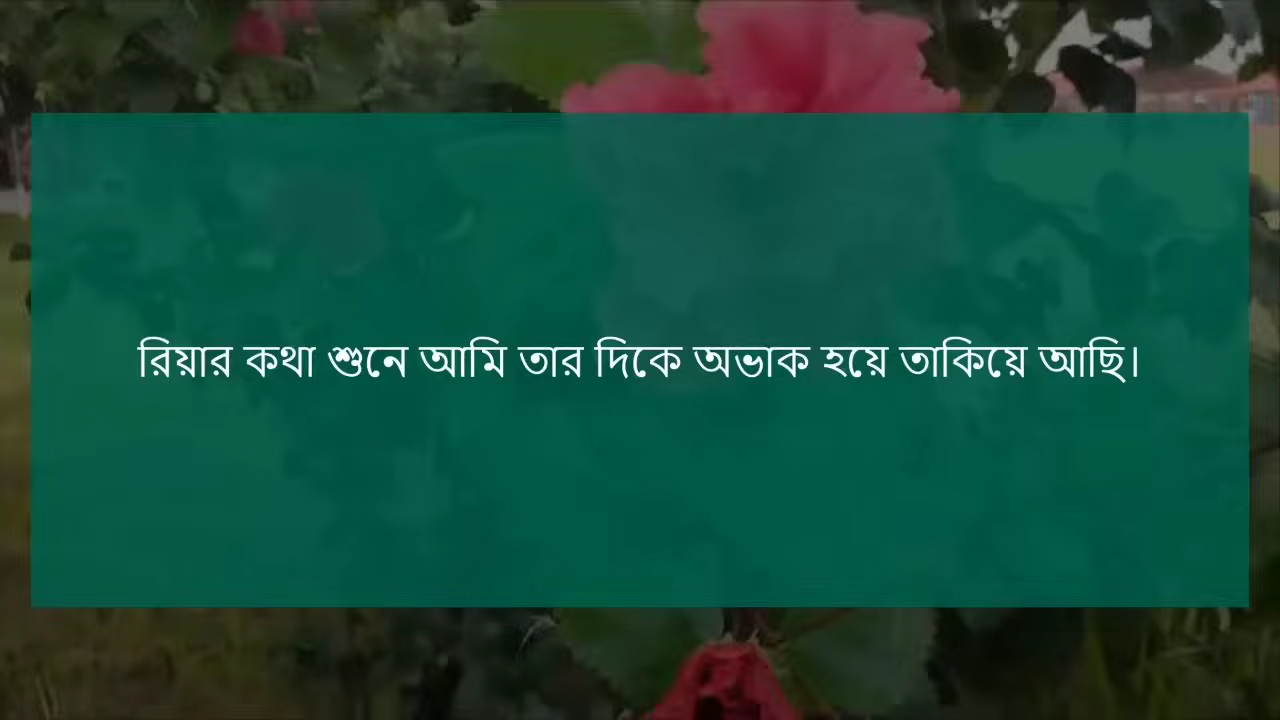 রিয়ার কথা শুনে আমি তার দিকে অভাক হয়ে তাকিয়ে আছি।